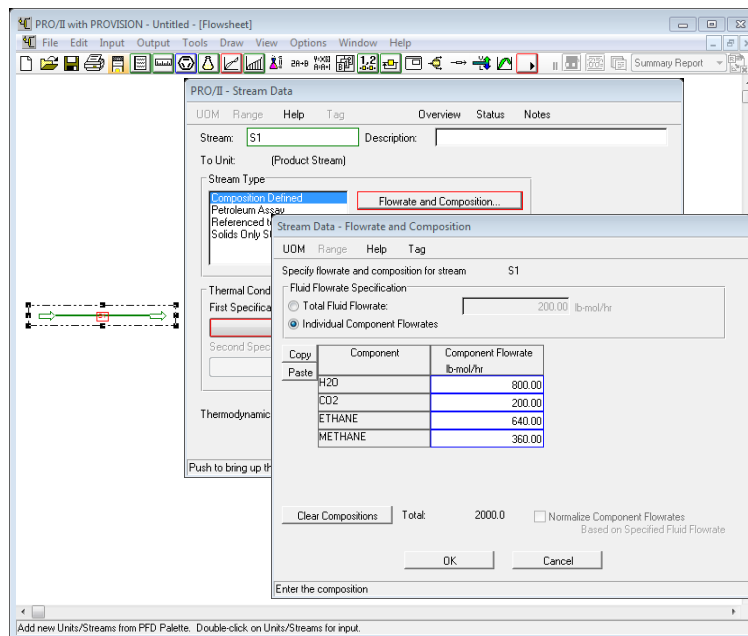 PRO/II with PROVISION - Untitled - [Flowsheet]
File Edit Input Output Tools Draw View Options Window Help
Summary Report
PRO/II - Stream Data
UOM Range Help Tag Overview Status Notes
Stream: S1 Description:
To Unit: (Product Stream)
Stream Type
Composition Defined
Flowrate and Composition...
Petroleum Assay
Referenced t
Solids Only S
Stream Data - Flowrate and Composition
UOM Range Help Tag
Specify flowrate and composition for stream S1
Fluid Flowrate Specification
Total Fluid Flowrate: 200.00 lb-mol/hr
Individual Component Flowrates
Thermal Cond
First Specifica
Second Spec
Thermodynamic
Push to bring up th
S1
Copy Component Component Flowrate
Paste lb-mol/hr
H2O 800.00
CO2 200.00
ETHANE 640.00
METHANE 360.00
Clear Compositions Total: 2000.0 Normalize Component Flowrates
Based on Specified Fluid Flowrate
OK Cancel
Enter the composition
Add new Units/Streams from PFD Palette. Double-click on Units/Streams for input.